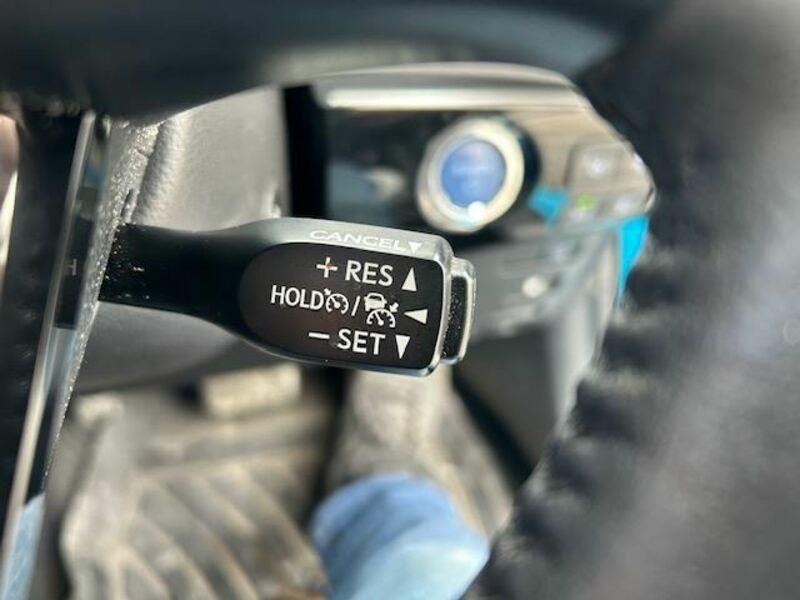 CANCEL▼
+ RES ▲
HOLD / ◀
− SET ▼
H